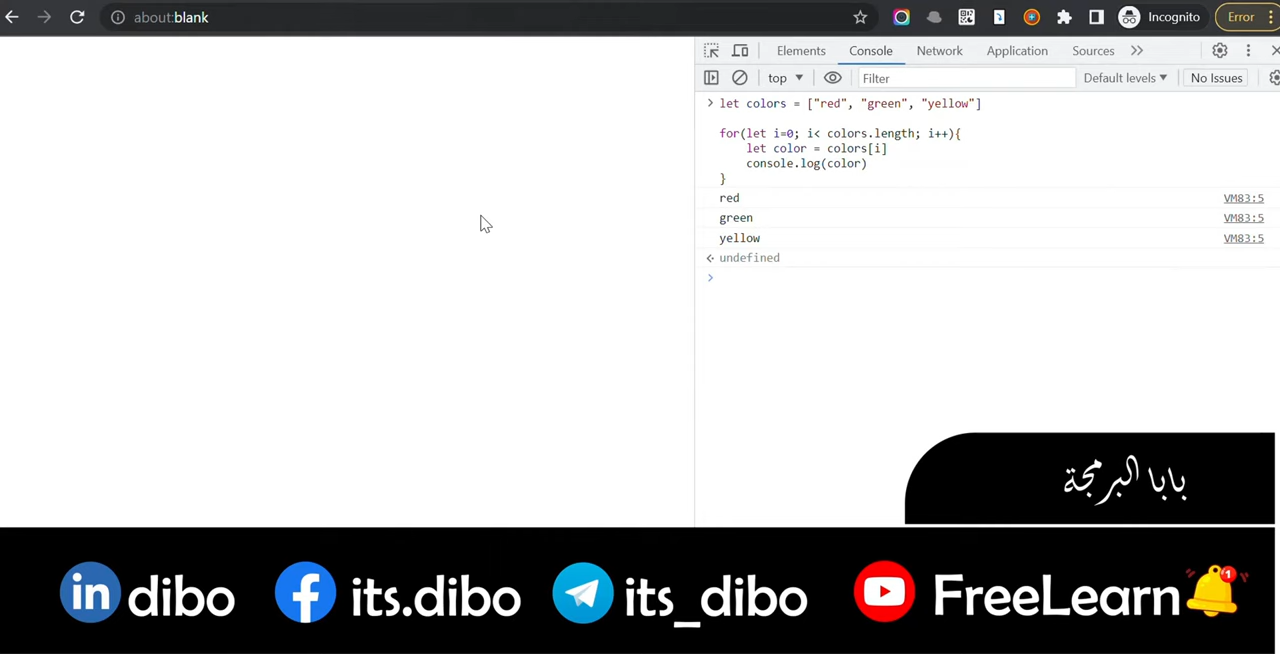 about:blank
Incognito
Error
Elements Console Network Application Sources
top Filter Default levels No Issues
let colors = ["red", "green", "yellow"]
for(let i=0; i< colors.length; i++){
let color = colors[i]
console.log(color)
}
red VM83:5
green VM83:5
yellow VM83:5
undefined
بابا البرمجة
in dibo f its.dibo its_dibo FreeLearn 1